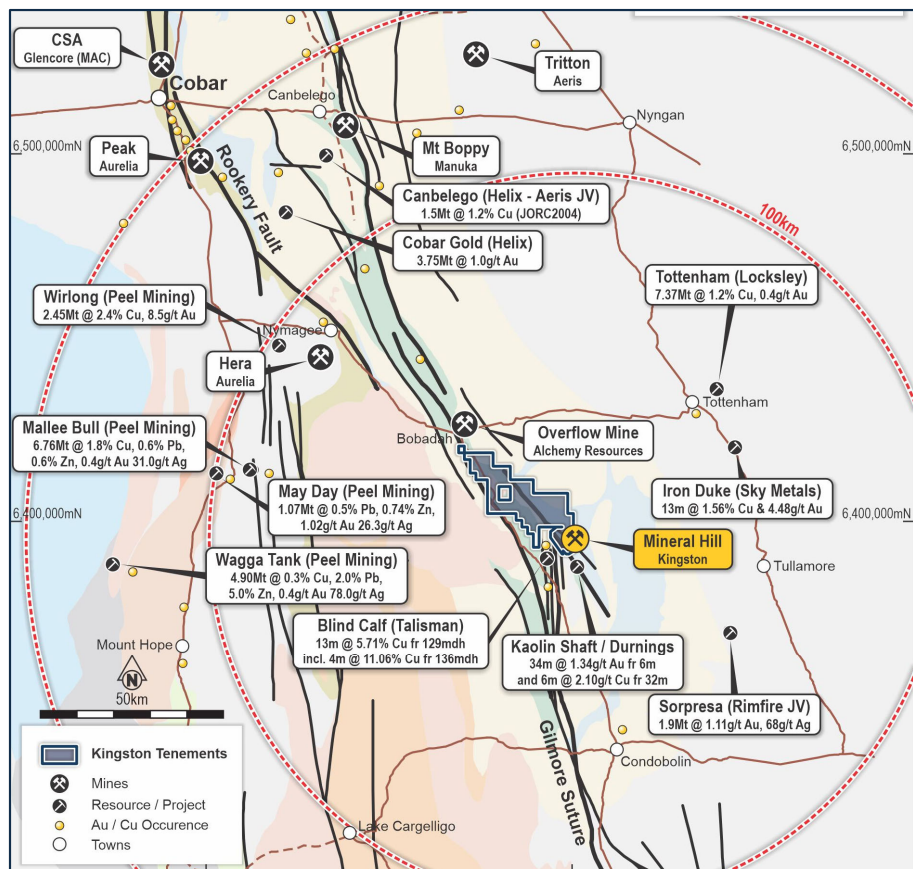 CSA
Glencore (MAC)
Cobar
Canbelego
Tritton
Aeris
Nyngan
6,500,000mN
6,500,000mN
Peak
Aurelia
Rookery Fault
Mt Boppy
Manuka
100km
Canbelego (Helix - Aeris JV)
1.5Mt @ 1.2% Cu (JORC2004)
Cobar Gold (Helix)
3.75Mt @ 1.0g/t Au
Tottenham (Locksley)
7.37Mt @ 1.2% Cu, 0.4g/t Au
Wirlong (Peel Mining)
2.45Mt @ 2.4% Cu, 8.5g/t Au
Nymagee
Hera
Aurelia
Tottenham
Mallee Bull (Peel Mining)
6.76Mt @ 1.8% Cu, 0.6% Pb,
0.6% Zn, 0.4g/t Au 31.0g/t Ag
Bobadah
Overflow Mine
Alchemy Resources
May Day (Peel Mining)
1.07Mt @ 0.5% Pb, 0.74% Zn,
1.02g/t Au 26.3g/t Ag
Iron Duke (Sky Metals)
13m @ 1.56% Cu & 4.48g/t Au
6,400,000mN
6,400,000mN
Mineral Hill
Kingston
Wagga Tank (Peel Mining)
4.90Mt @ 0.3% Cu, 2.0% Pb,
5.0% Zn, 0.4g/t Au 78.0g/t Ag
Tullamore
Blind Calf (Talisman)
13m @ 5.71% Cu fr 129mdh
incl. 4m @ 11.06% Cu fr 136mdh
Kaolin Shaft / Durnings
34m @ 1.34g/t Au fr 6m
and 6m @ 2.10g/t Cu fr 32m
Mount Hope
N
50km
Sorpresa (Rimfire JV)
1.9Mt @ 1.11g/t Au, 68g/t Ag
Gilmore Suture
Condobolin
Kingston Tenements
Mines
Resource / Project
Au / Cu Occurence
Towns
Lake Cargelligo